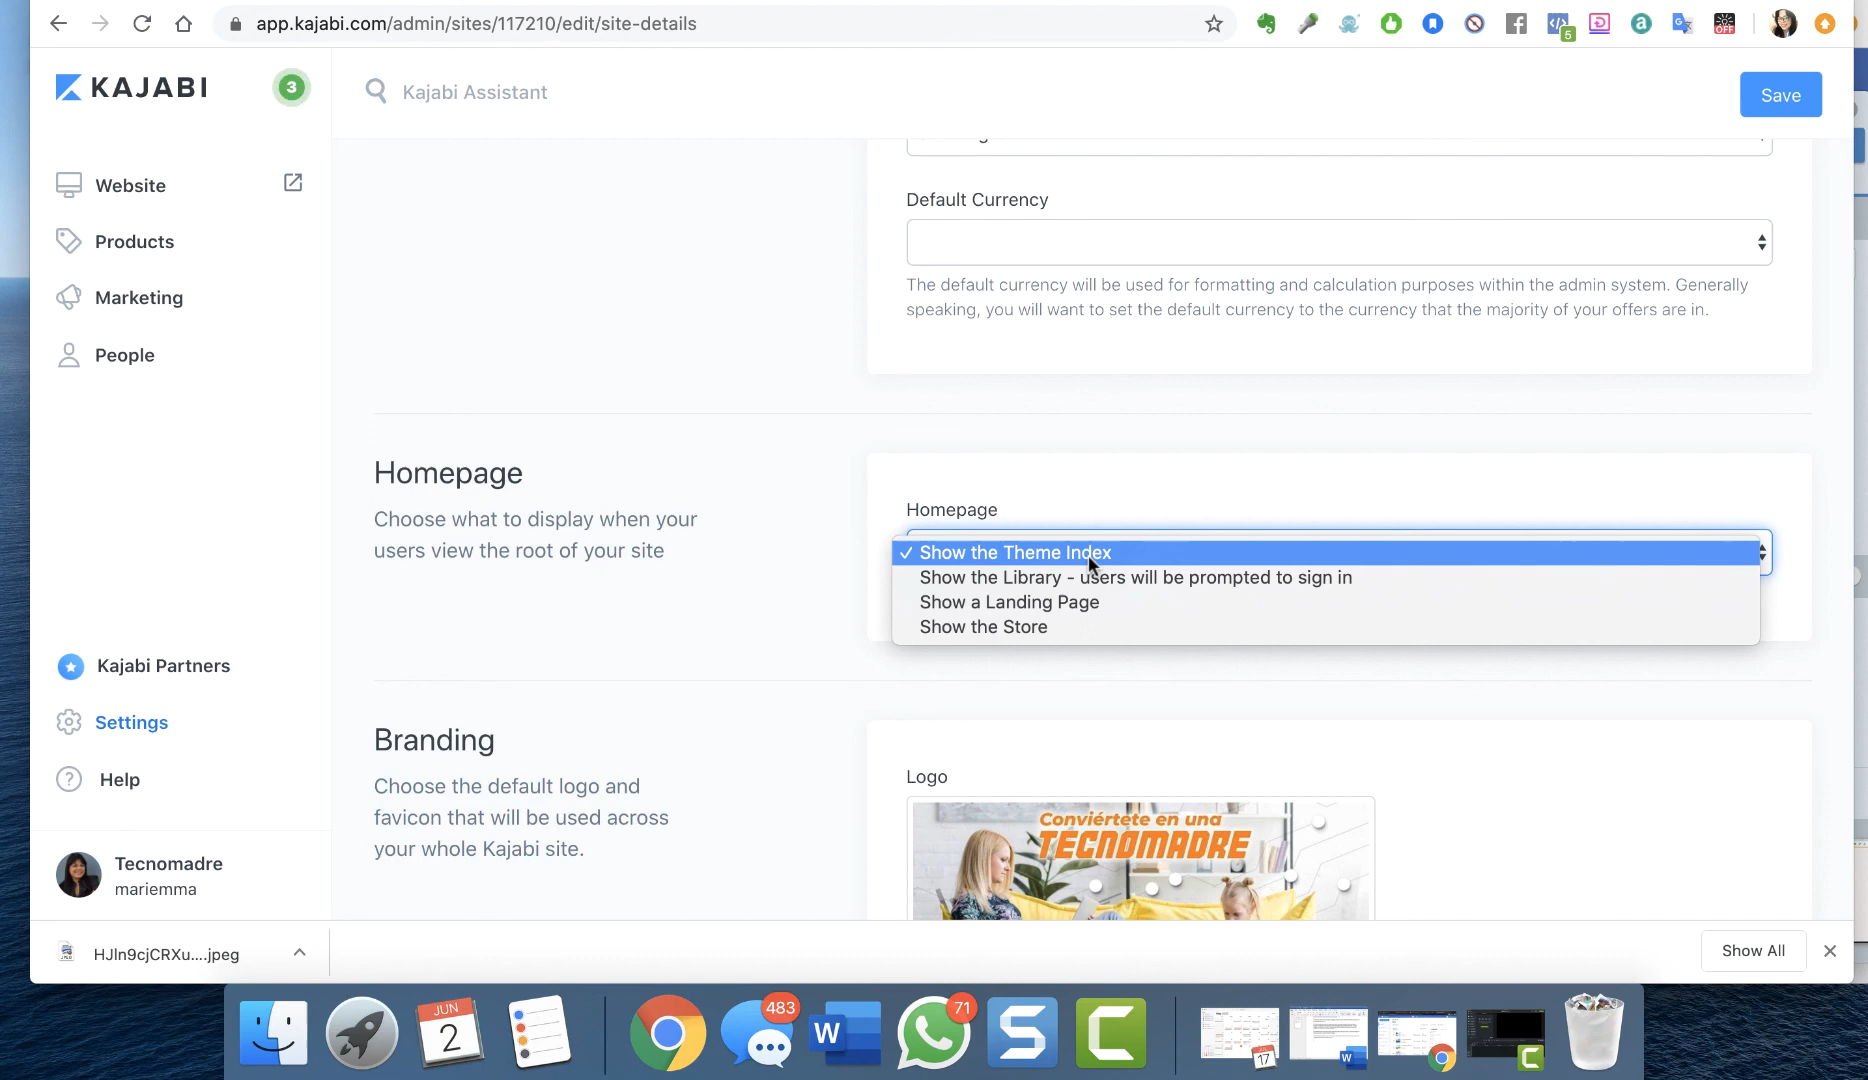 app.kajabi.com/admin/sites/117210/edit/site-details
5
OFF
KAJABI
3
Kajabi Assistant
Save
Website
Products
Marketing
People
Default Currency
The default currency will be used for formatting and calculation purposes within the admin system. Generally
speaking, you will want to set the default currency to the currency that the majority of your offers are in.
Homepage
Choose what to display when your
users view the root of your site
Homepage
✓ Show the Theme Index
Show the Library - users will be prompted to sign in
Show a Landing Page
Show the Store
Kajabi Partners
Settings
Help
Branding
Choose the default logo and
favicon that will be used across
your whole Kajabi site.
Logo
Conviértete en una
TECNOMADRE
Tecnomadre
mariemma
HJln9cjCRXu....jpeg
Show All
JUN
2
483
W
71
S
C
17
W
C